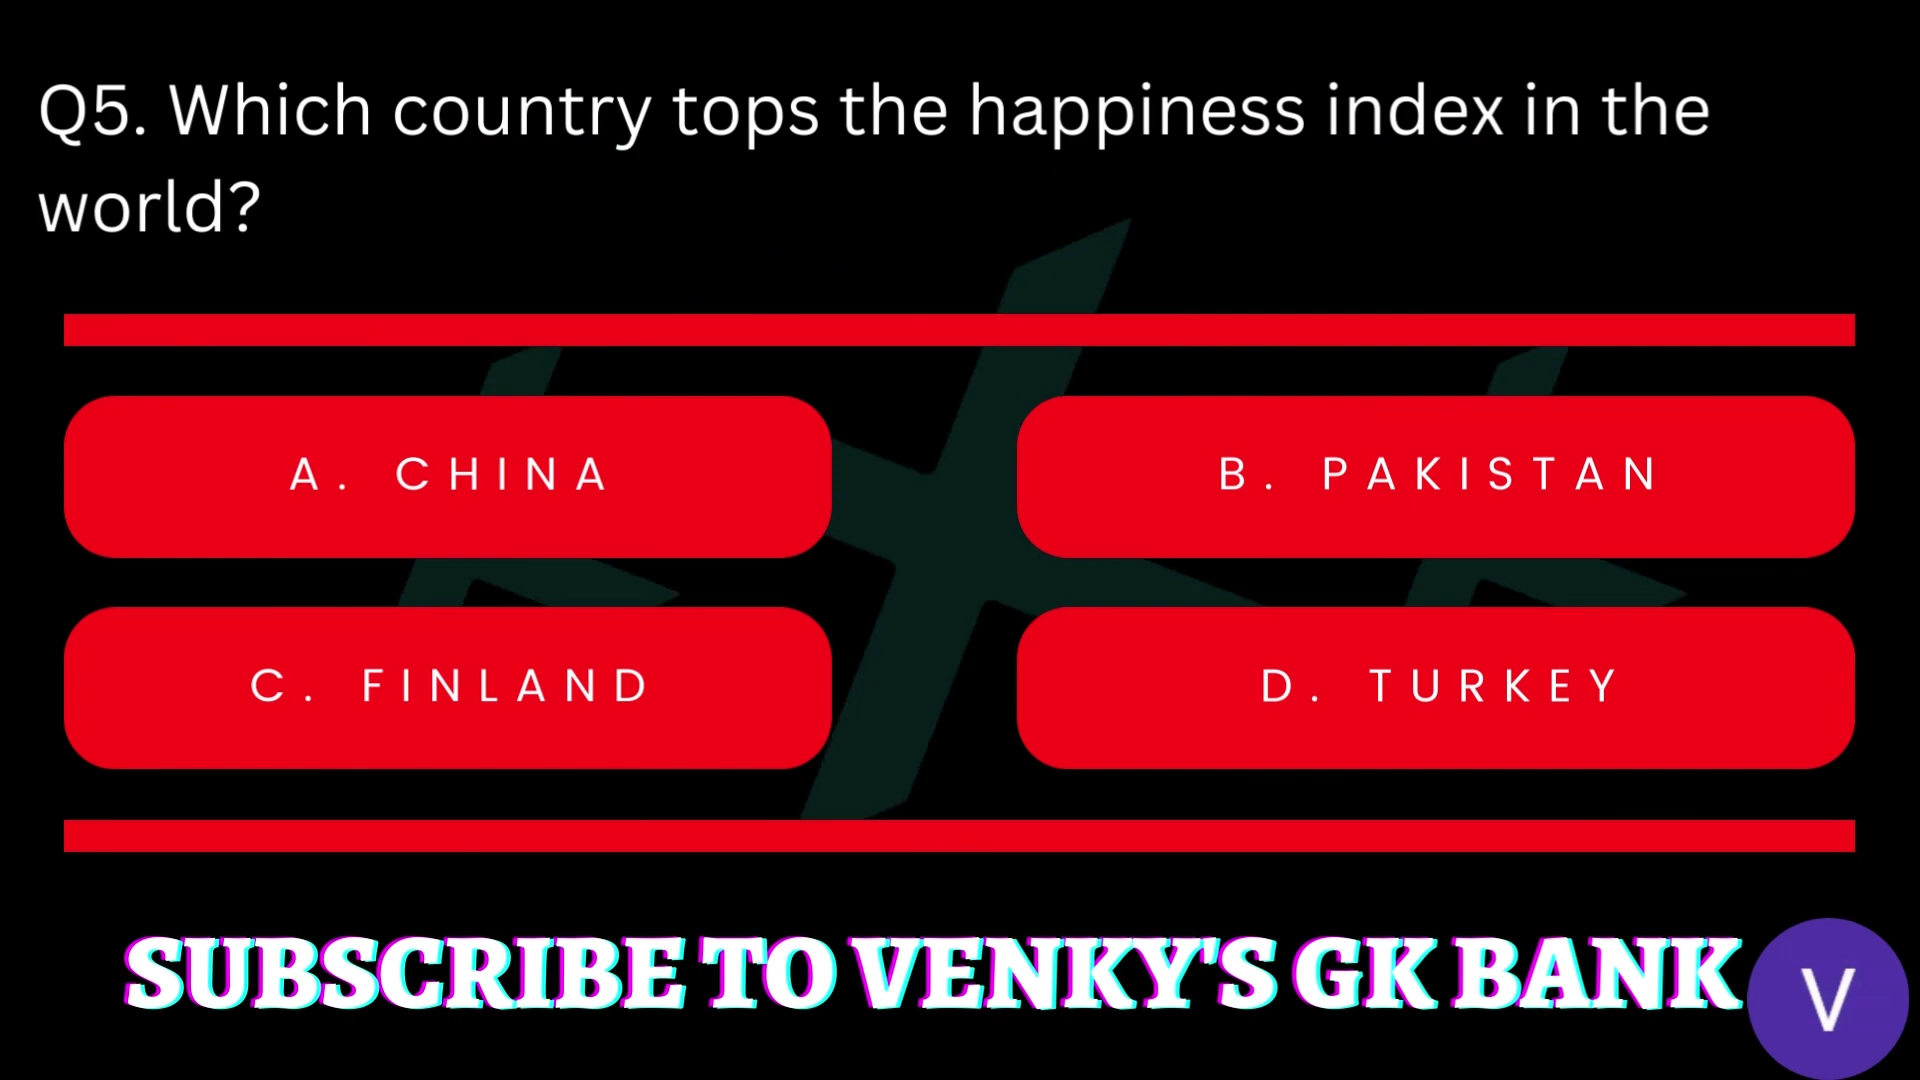 Q5. Which country tops the happiness index in the
world?
A. CHINA
B. PAKISTAN
C. FINLAND
D. TURKEY
SUBSCRIBE TO VENKY'S GK BANK
V